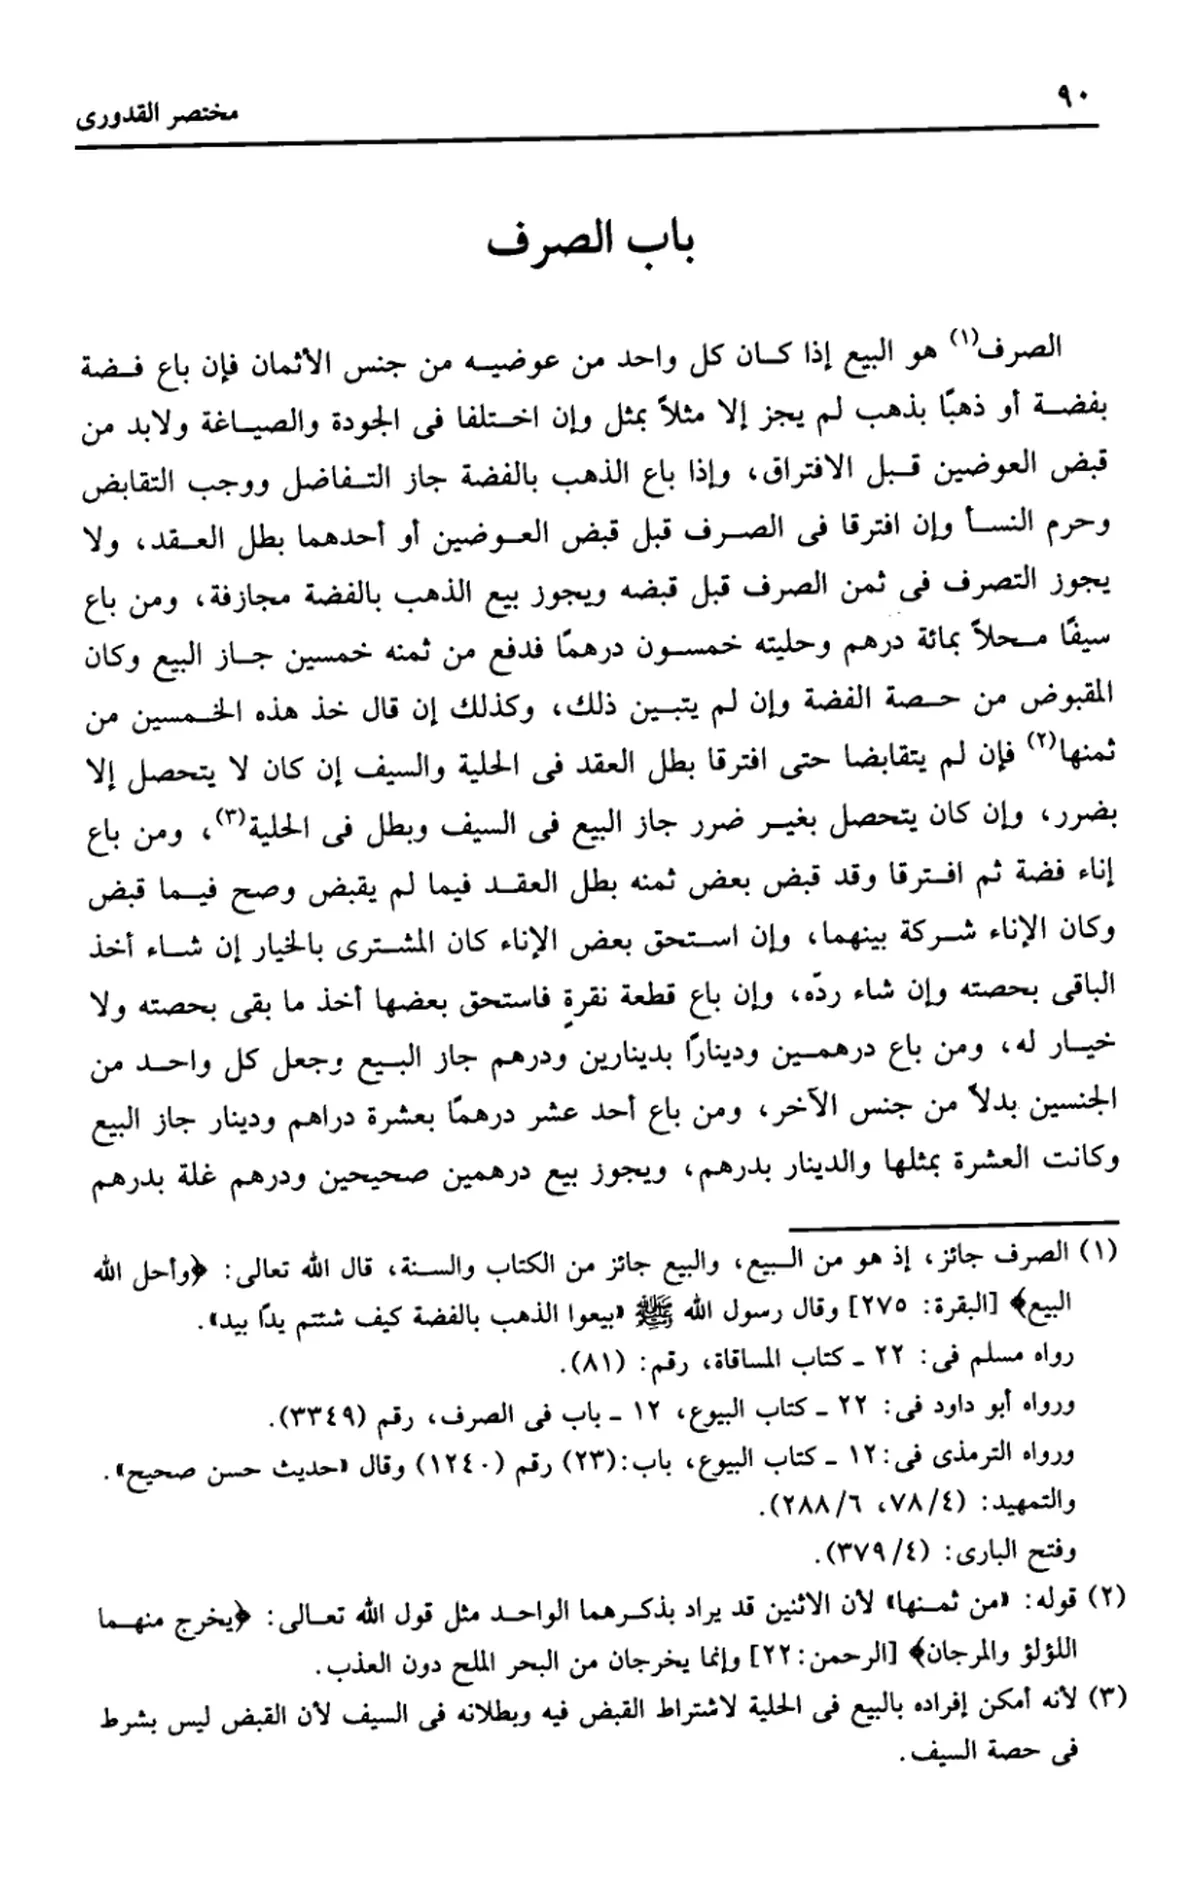 ٩٠
مختصر القدورى
باب الصرف
الصرف(١) هو البيع إذا كان كل واحد من عوضيه من جنس الأثمان فإن باع فضة
بفضة أو ذهبًا بذهب لم يجز إلا مثلاً بمثل وإن اختلفا فى الجودة والصياغة ولابد من
قبض العوضين قبل الافتراق، وإذا باع الذهب بالفضة جاز التفاضل ووجب التقابض
وحرم النسأ وإن افترقا فى الصرف قبل قبض العوضين أو أحدهما بطل العقد، ولا
يجوز التصرف فى ثمن الصرف قبل قبضه ويجوز بيع الذهب بالفضة مجازفة، ومن باع
سيفًا محلاً بمائة درهم وحليته خمسون درهمًا فدفع من ثمنه خمسين جاز البيع وكان
المقبوض من حصة الفضة وإن لم يتبين ذلك، وكذلك إن قال خذ هذه الخمسين من
ثمنها(٢) فإن لم يتقابضا حتى افترقا بطل العقد فى الحلية والسيف إن كان لا يتحصل إلا
بضرر، وإن كان يتحصل بغير ضرر جاز البيع فى السيف وبطل فى الحلية(٣)، ومن باع
إناء فضة ثم افترقا وقد قبض بعض ثمنه بطل العقد فيما لم يقبض وصح فيما قبض
وكان الإناء شركة بينهما، وإن استحق بعض الإناء كان المشترى بالخيار إن شاء أخذ
الباقى بحصته وإن شاء ردّه، وإن باع قطعة نقرةٍ فاستحق بعضها أخذ ما بقى بحصته ولا
خيار له، ومن باع درهمين ودينارًا بدينارين ودرهم جاز البيع وجعل كل واحد من
الجنسين بدلاً من جنس الآخر، ومن باع أحد عشر درهمًا بعشرة دراهم ودينار جاز البيع
وكانت العشرة بمثلها والدينار بدرهم، ويجوز بيع درهمين صحيحين ودرهم غلة بدرهم
(١) الصرف جائز، إذ هو من البيع، والبيع جائز من الكتاب والسنة، قال الله تعالى: ﴿وأحل الله
البيع﴾ [البقرة: ٢٧٥] وقال رسول الله ﷺ «بيعوا الذهب بالفضة كيف شئتم يدًا بيد».
رواه مسلم فى: ٢٢ ـ كتاب المساقاة، رقم: (٨١).
ورواه أبو داود فى: ٢٢ ـ كتاب البيوع، ١٢ ـ باب فى الصرف، رقم (٣٣٤٩).
ورواه الترمذى فى: ١٢ ـ كتاب البيوع، باب: (٢٣) رقم (١٢٤٠) وقال «حديث حسن صحيح».
والتمهيد: (٧٨/٤، ٢٨٨/٦).
وفتح البارى: (٣٧٩/٤).
(٢) قوله: «من ثمنها» لأن الاثنين قد يراد بذكرهما الواحد مثل قول الله تعالى: ﴿يخرج منهما
اللؤلؤ والمرجان﴾ [الرحمن: ٢٢] وإنما يخرجان من البحر الملح دون العذب.
(٣) لأنه أمكن إفراده بالبيع فى الحلية لاشتراط القبض فيه وبطلانه فى السيف لأن القبض ليس بشرط
فى حصة السيف.